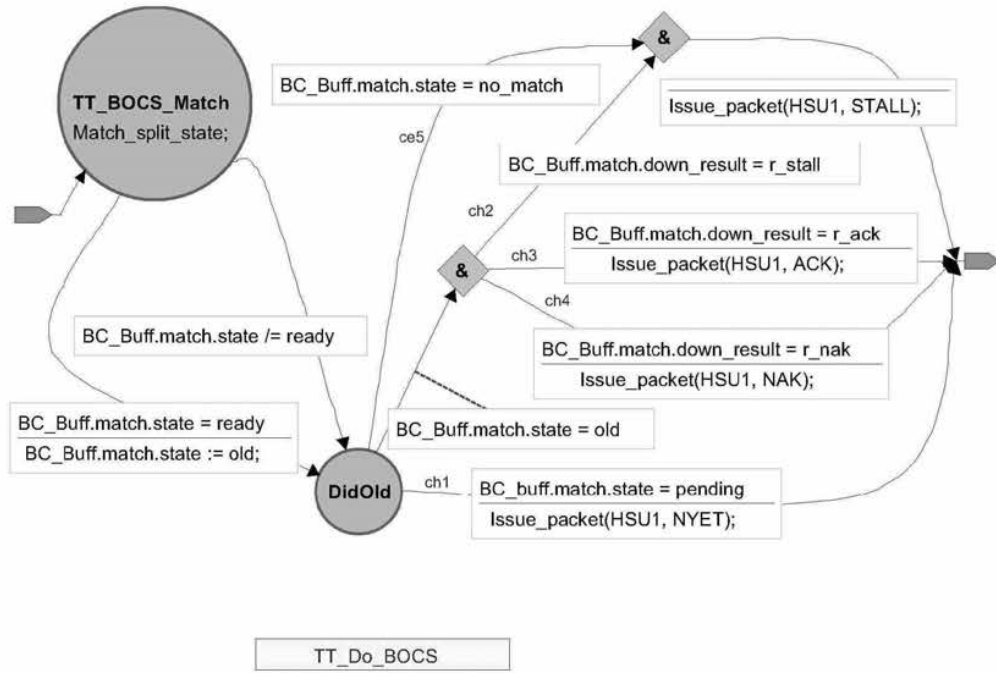 &
BC_Buff.match.state = no_match
TT_BOCS_Match
Match_split_state;
Issue_packet(HSU1, STALL);
ce5
BC_Buff.match.down_result = r_stall
ch2
BC_Buff.match.down_result = r_ack
ch3
Issue_packet(HSU1, ACK);
&
ch4
BC_Buff.match.state /= ready
BC_Buff.match.down_result = r_nak
Issue_packet(HSU1, NAK);
BC_Buff.match.state = ready
BC_Buff.match.state := old;
BC_Buff.match.state = old
DidOld
ch1
BC_buff.match.state = pending
Issue_packet(HSU1, NYET);
TT_Do_BOCS